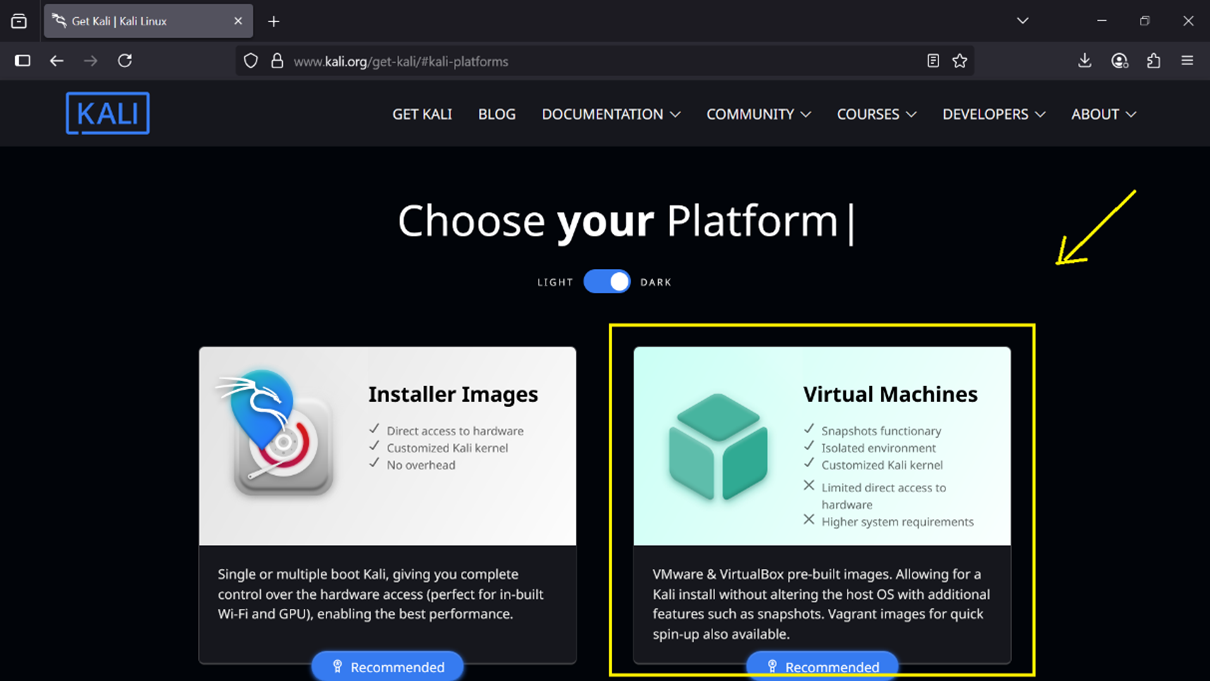 Get Kali | Kali Linux
www.kali.org/get-kali/#kali-platforms
KALI
GET KALI BLOG DOCUMENTATION COMMUNITY COURSES DEVELOPERS ABOUT
Choose your Platform|
LIGHT DARK
Installer Images
Direct access to hardware
Customized Kali kernel
No overhead
Single or multiple boot Kali, giving you complete
control over the hardware access (perfect for in-built
Wi-Fi and GPU), enabling the best performance.
Recommended
Virtual Machines
Snapshots functionary
Isolated environment
Customized Kali kernel
Limited direct access to
hardware
Higher system requirements
VMware & VirtualBox pre-built images. Allowing for a
Kali install without altering the host OS with additional
features such as snapshots. Vagrant images for quick
spin-up also available.
Recommended